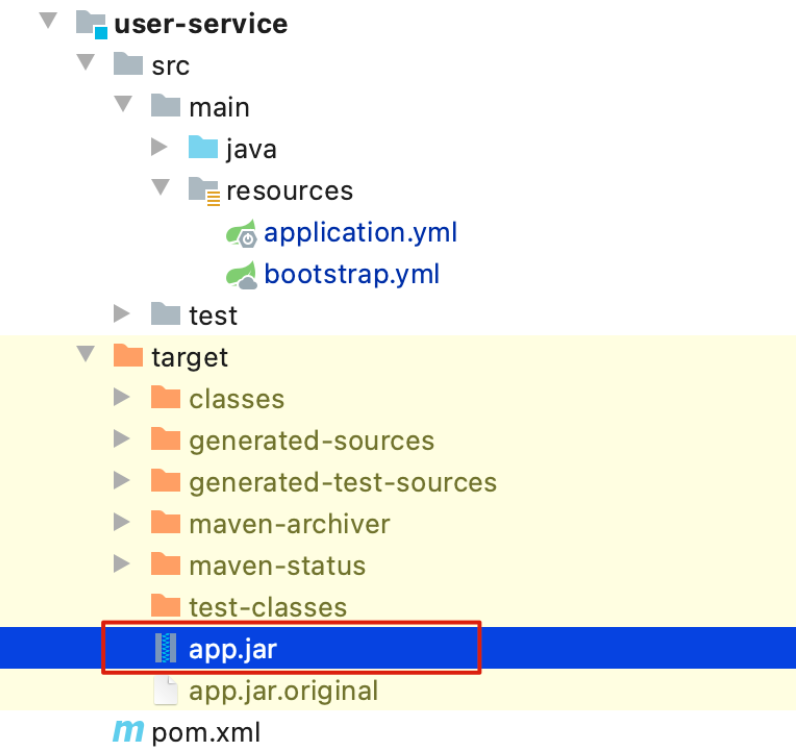 user-service
src
main
java
resources
application.yml
bootstrap.yml
test
target
classes
generated-sources
generated-test-sources
maven-archiver
maven-status
test-classes
app.jar
app.jar.original
m pom.xml